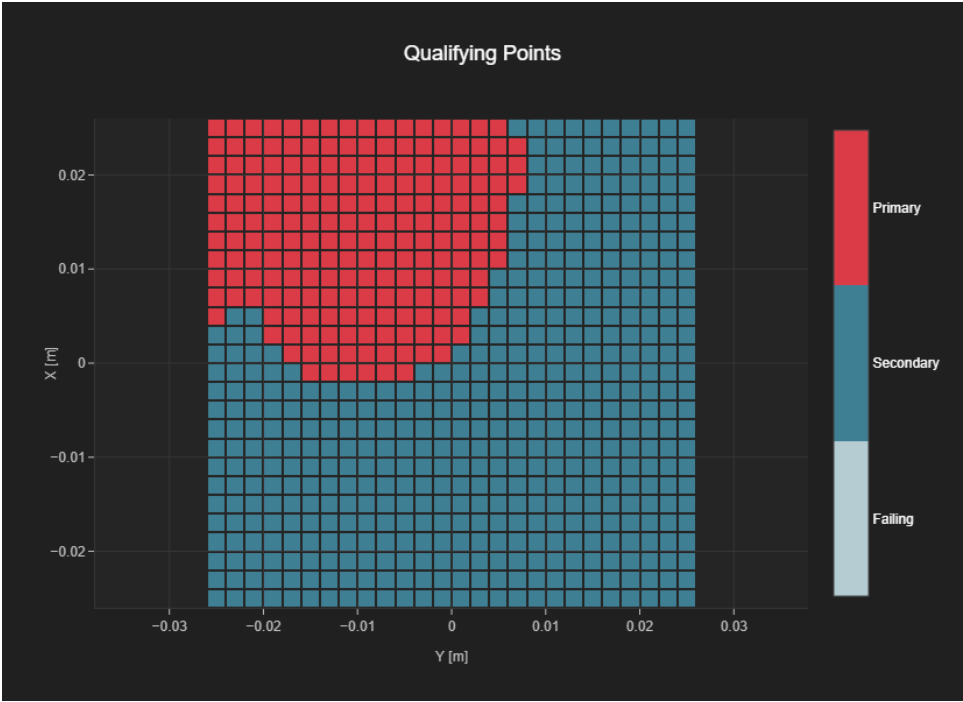 Qualifying Points
0.02
0.01
0
−0.01
−0.02
X [m]
−0.03
−0.02
−0.01
0
0.01
0.02
0.03
Y [m]
Primary
Secondary
Failing